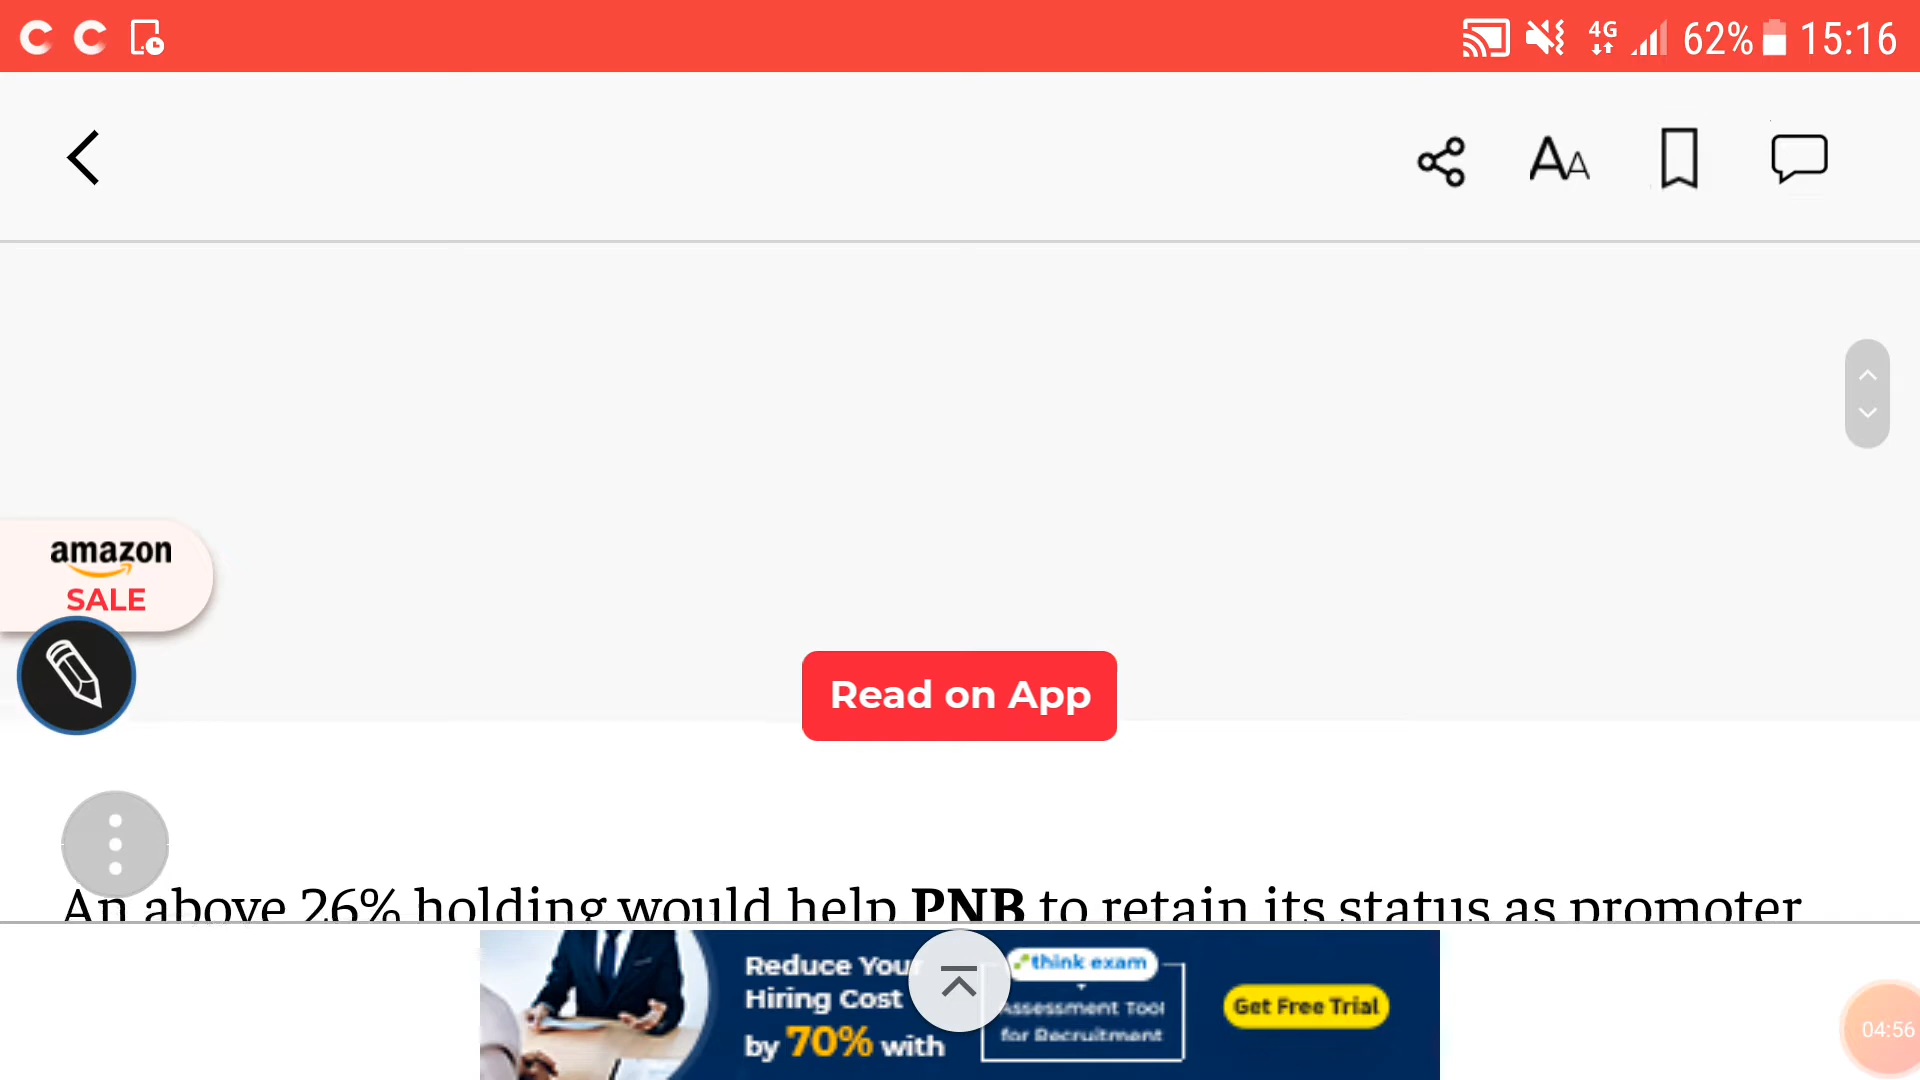 4G 62% 15:16
AA
amazon
SALE
Read on App
An above 26% holding would help PNB to retain its status as promoter
Reduce Your
Hiring Cost
by 70% with
think exam
Assessment Tool
for Recruitment
Get Free Trial
04:56